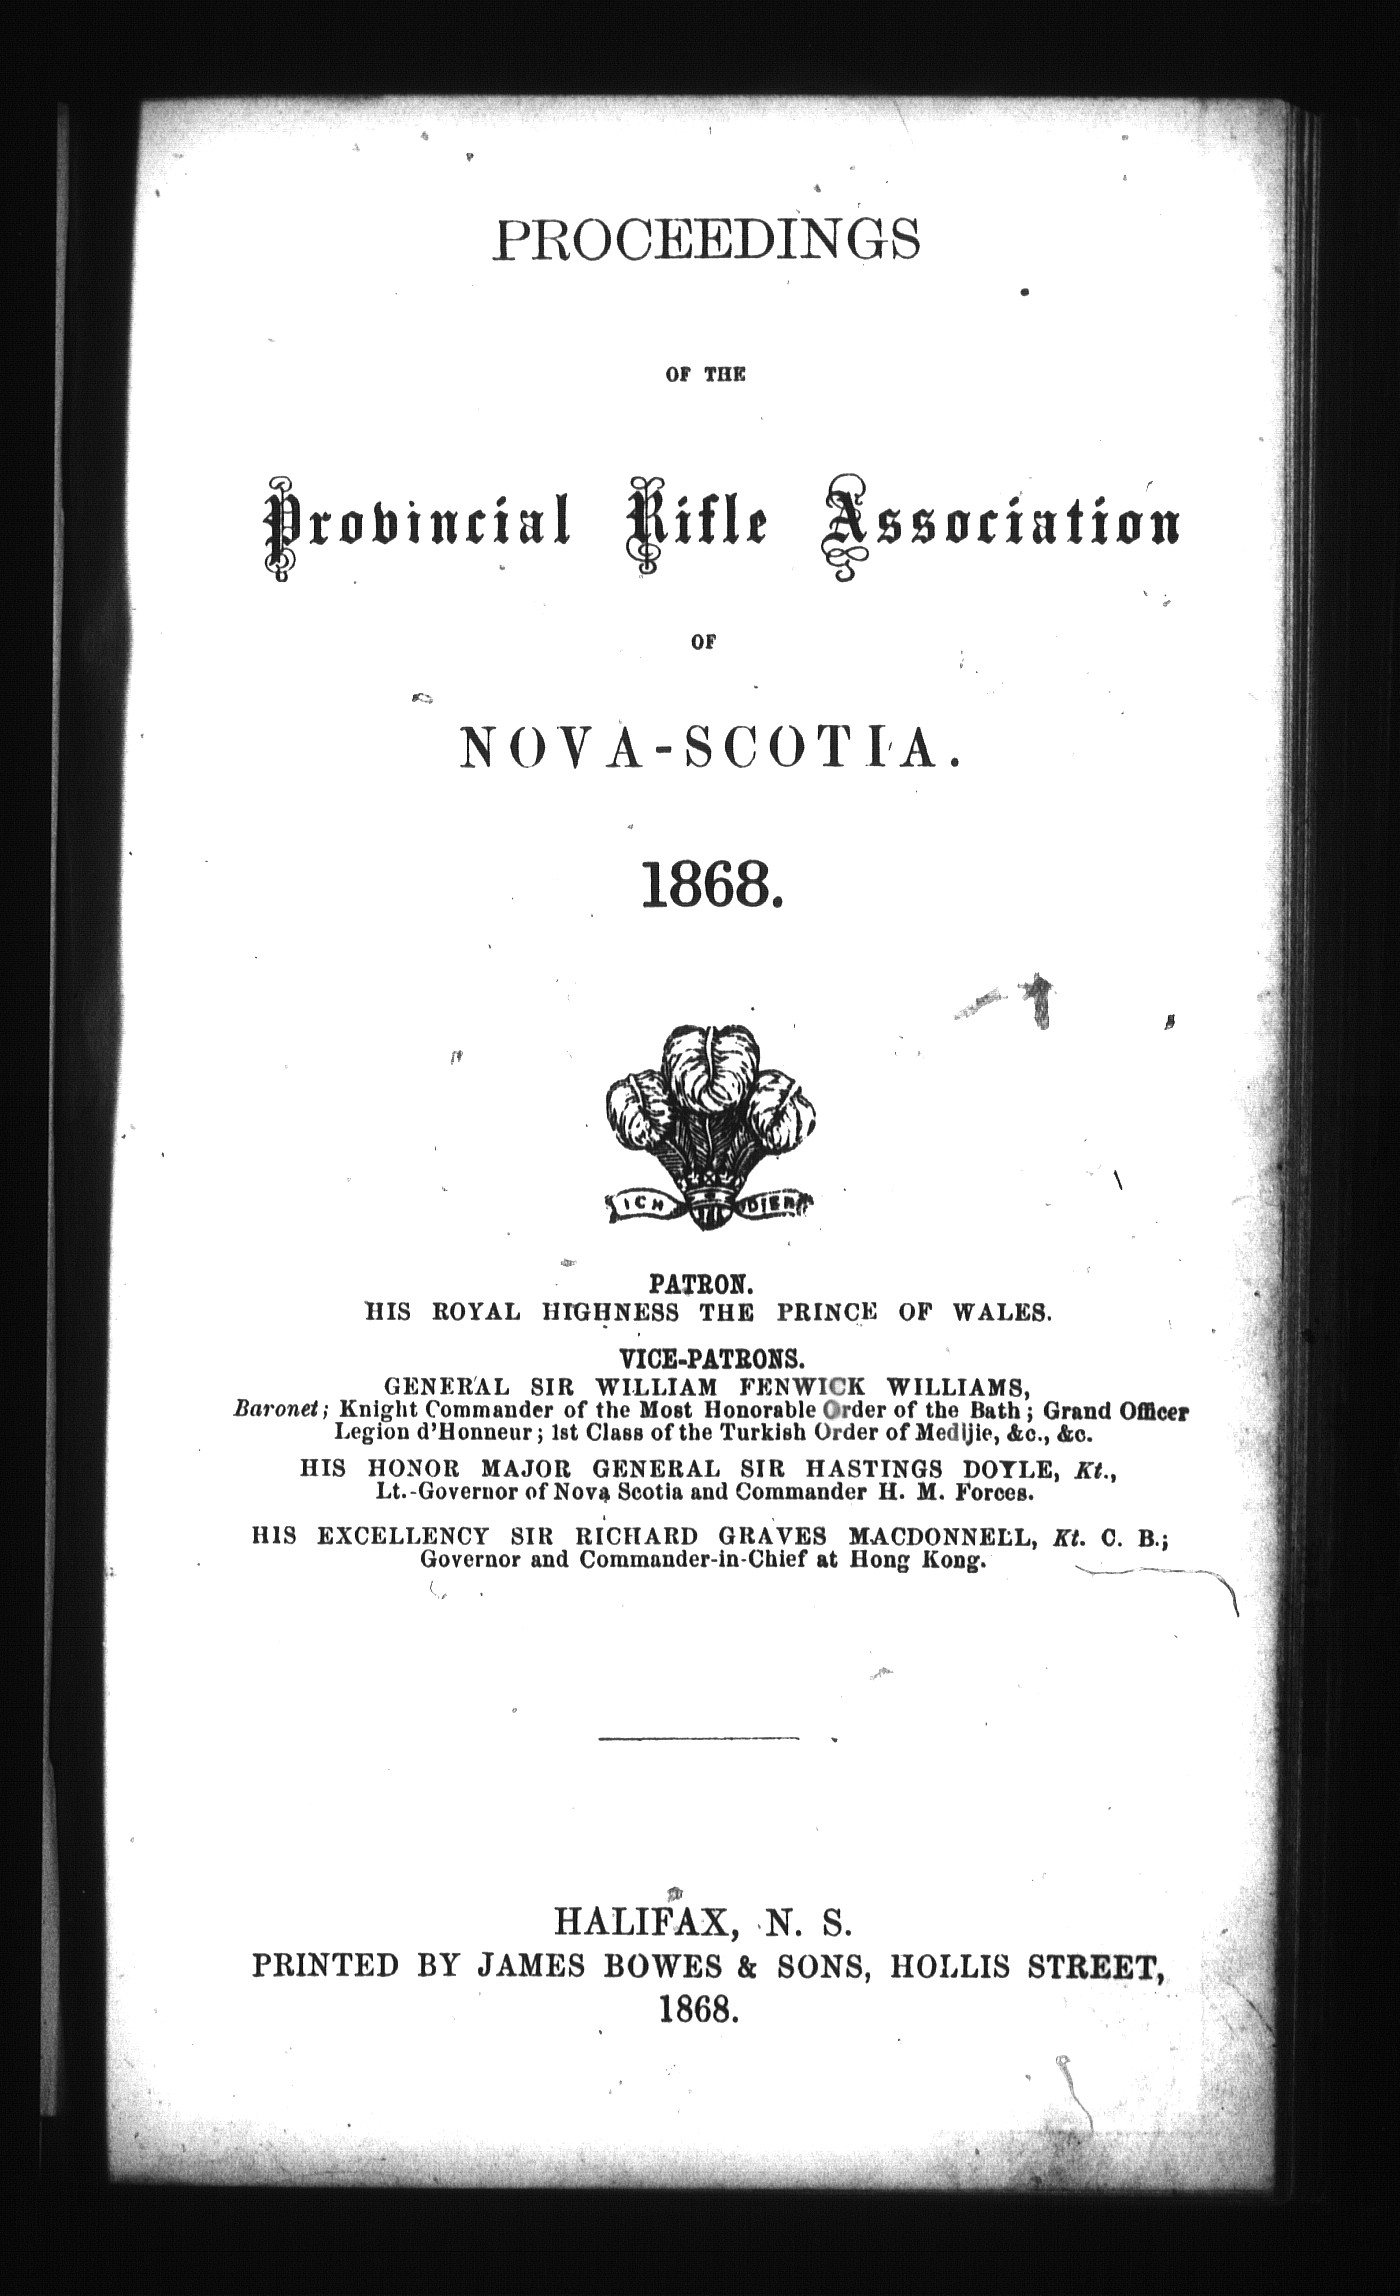 PROCEEDINGS
OF THE
Provincial Rifle Association
OF
NOVA-SCOTIA.
1868.
ICH DIEN
PATRON.
HIS ROYAL HIGHNESS THE PRINCE OF WALES.
VICE-PATRONS.
GENERAL SIR WILLIAM FENWICK WILLIAMS,
Baronet; Knight Commander of the Most Honorable Order of the Bath; Grand Officer
Legion d'Honneur; 1st Class of the Turkish Order of Medijie, &c., &c.
HIS HONOR MAJOR GENERAL SIR HASTINGS DOYLE, Kt.,
Lt.-Governor of Nova Scotia and Commander H. M. Forces.
HIS EXCELLENCY SIR RICHARD GRAVES MACDONNELL, Kt. C. B.;
Governor and Commander-in-Chief at Hong Kong.
HALIFAX, N. S.
PRINTED BY JAMES BOWES & SONS, HOLLIS STREET,
1868.